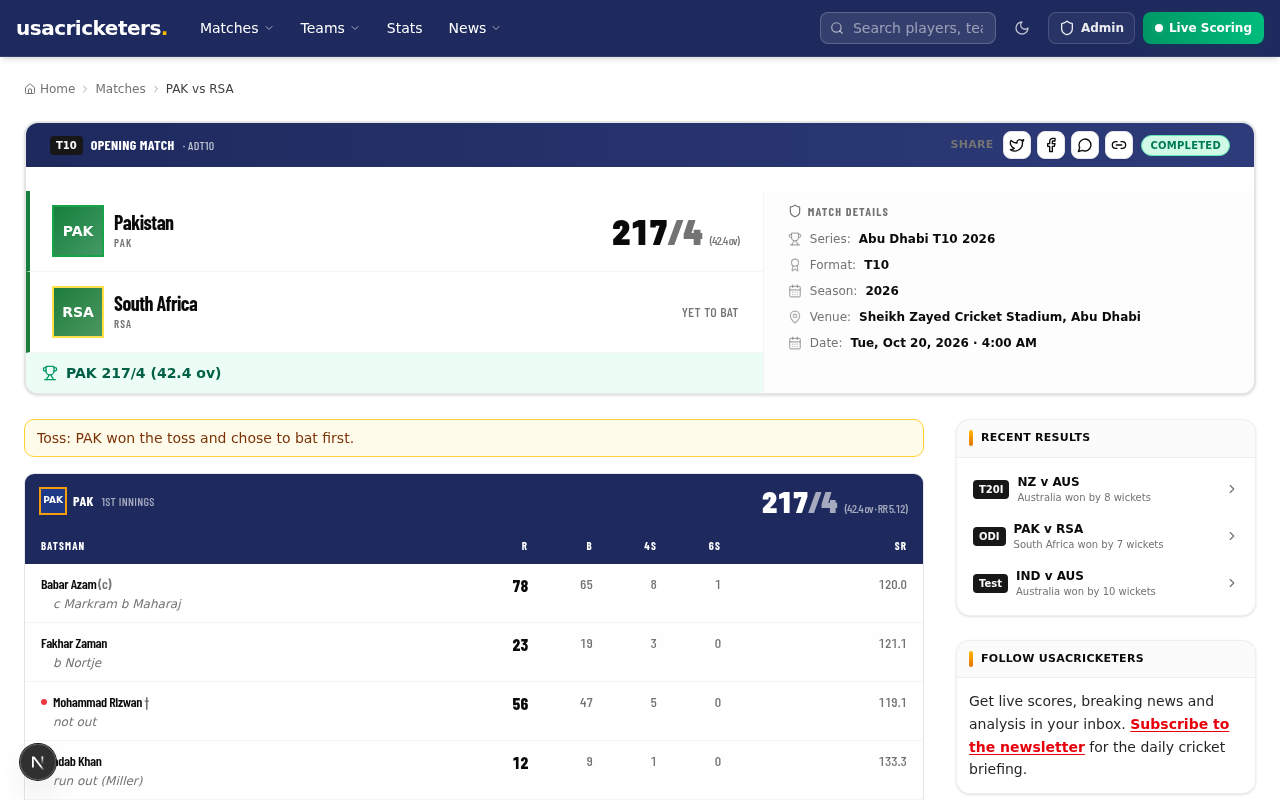 usacricketers.
Matches
Teams
Stats
News
Search players, tea
Admin
Live Scoring
Home
Matches
PAK vs RSA
T10 OPENING MATCH · ADT10
SHARE
COMPLETED
PAK
Pakistan
PAK
217/4 (42.4 ov)
RSA
South Africa
RSA
YET TO BAT
PAK 217/4 (42.4 ov)
MATCH DETAILS
Series: Abu Dhabi T10 2026
Format: T10
Season: 2026
Venue: Sheikh Zayed Cricket Stadium, Abu Dhabi
Date: Tue, Oct 20, 2026 · 4:00 AM
Toss: PAK won the toss and chose to bat first.
PAK PAK 1ST INNINGS 217/4 (42.4 ov · RR 5.12)
BATSMAN R B 4S 6S SR
Babar Azam (c) 78 65 8 1 120.0
c Markram b Maharaj
Fakhar Zaman 23 19 3 0 121.1
b Nortje
Mohammad Rizwan † 56 47 5 0 119.1
not out
adab Khan 12 9 1 0 133.3
run out (Miller)
N
RECENT RESULTS
T20I NZ v AUS
Australia won by 8 wickets
ODI PAK v RSA
South Africa won by 7 wickets
Test IND v AUS
Australia won by 10 wickets
FOLLOW USACRICKETERS
Get live scores, breaking news and
analysis in your inbox. Subscribe to
the newsletter for the daily cricket
briefing.